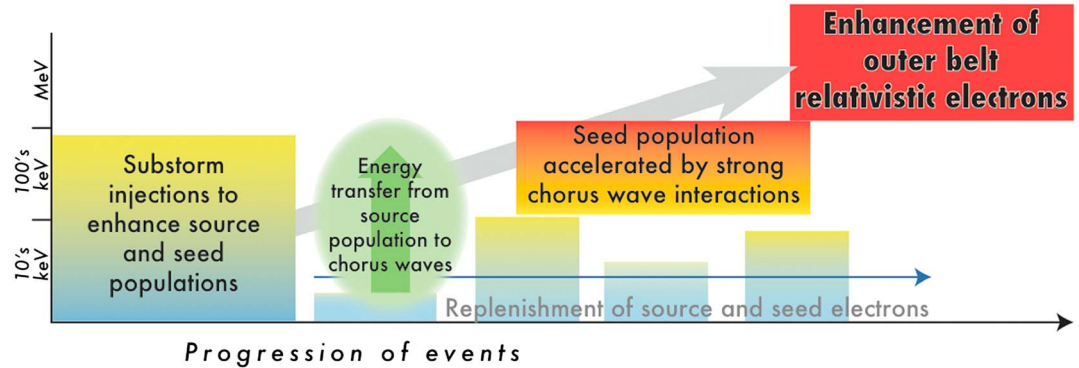 Enhancement of
outer belt
relativistic electrons
MeV
100's
keV
10's
keV
Substorm
injections to
enhance source
and seed
populations
Energy
transfer from
source
population to
chorus waves
Seed population
accelerated by strong
chorus wave interactions
Replenishment of source and seed electrons
Progression of events